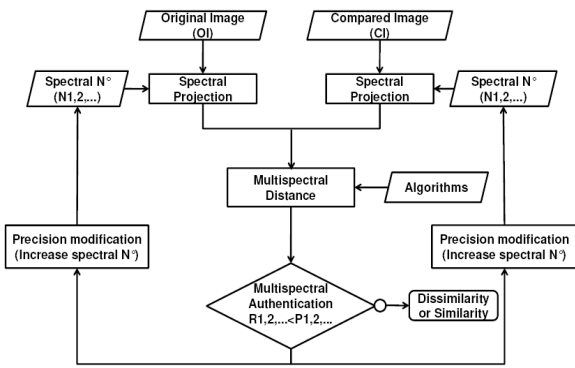 Original Image
(OI)
Compared Image
(CI)
Spectral N°
(N1,2,...)
Spectral
Projection
Spectral
Projection
Spectral N°
(N1,2,...)
Multispectral
Distance
Algorithms
Precision modification
(Increase spectral N°)
Precision modification
(Increase spectral N°)
Multispectral
Authentication
R1,2,...<P1,2,...
Dissimilarity
or Similarity